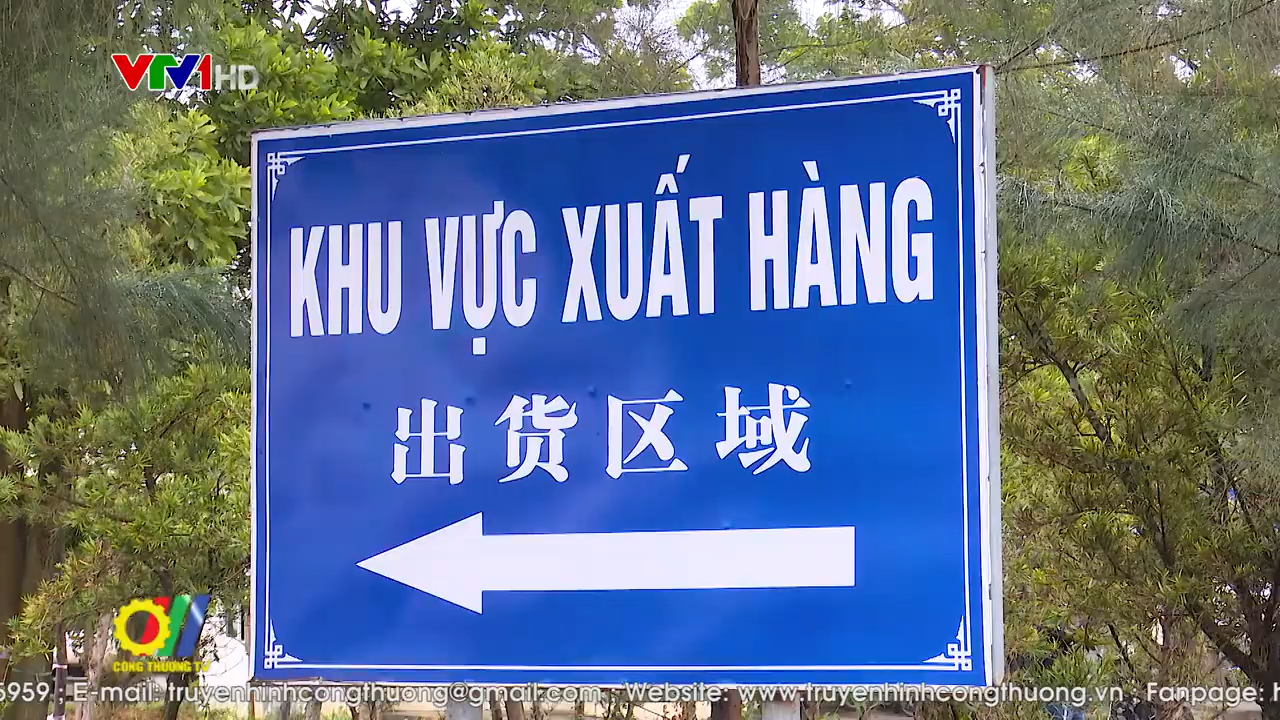 VTV1 HD
KHU VỰC XUẤT HÀNG
出货区域
CÔNG THƯƠNG TV
5959 ; E-mail: truyenhinhcongthuong@gmail.com ; Website: www.truyenhinhcongthuong.vn ; Fanpage: h